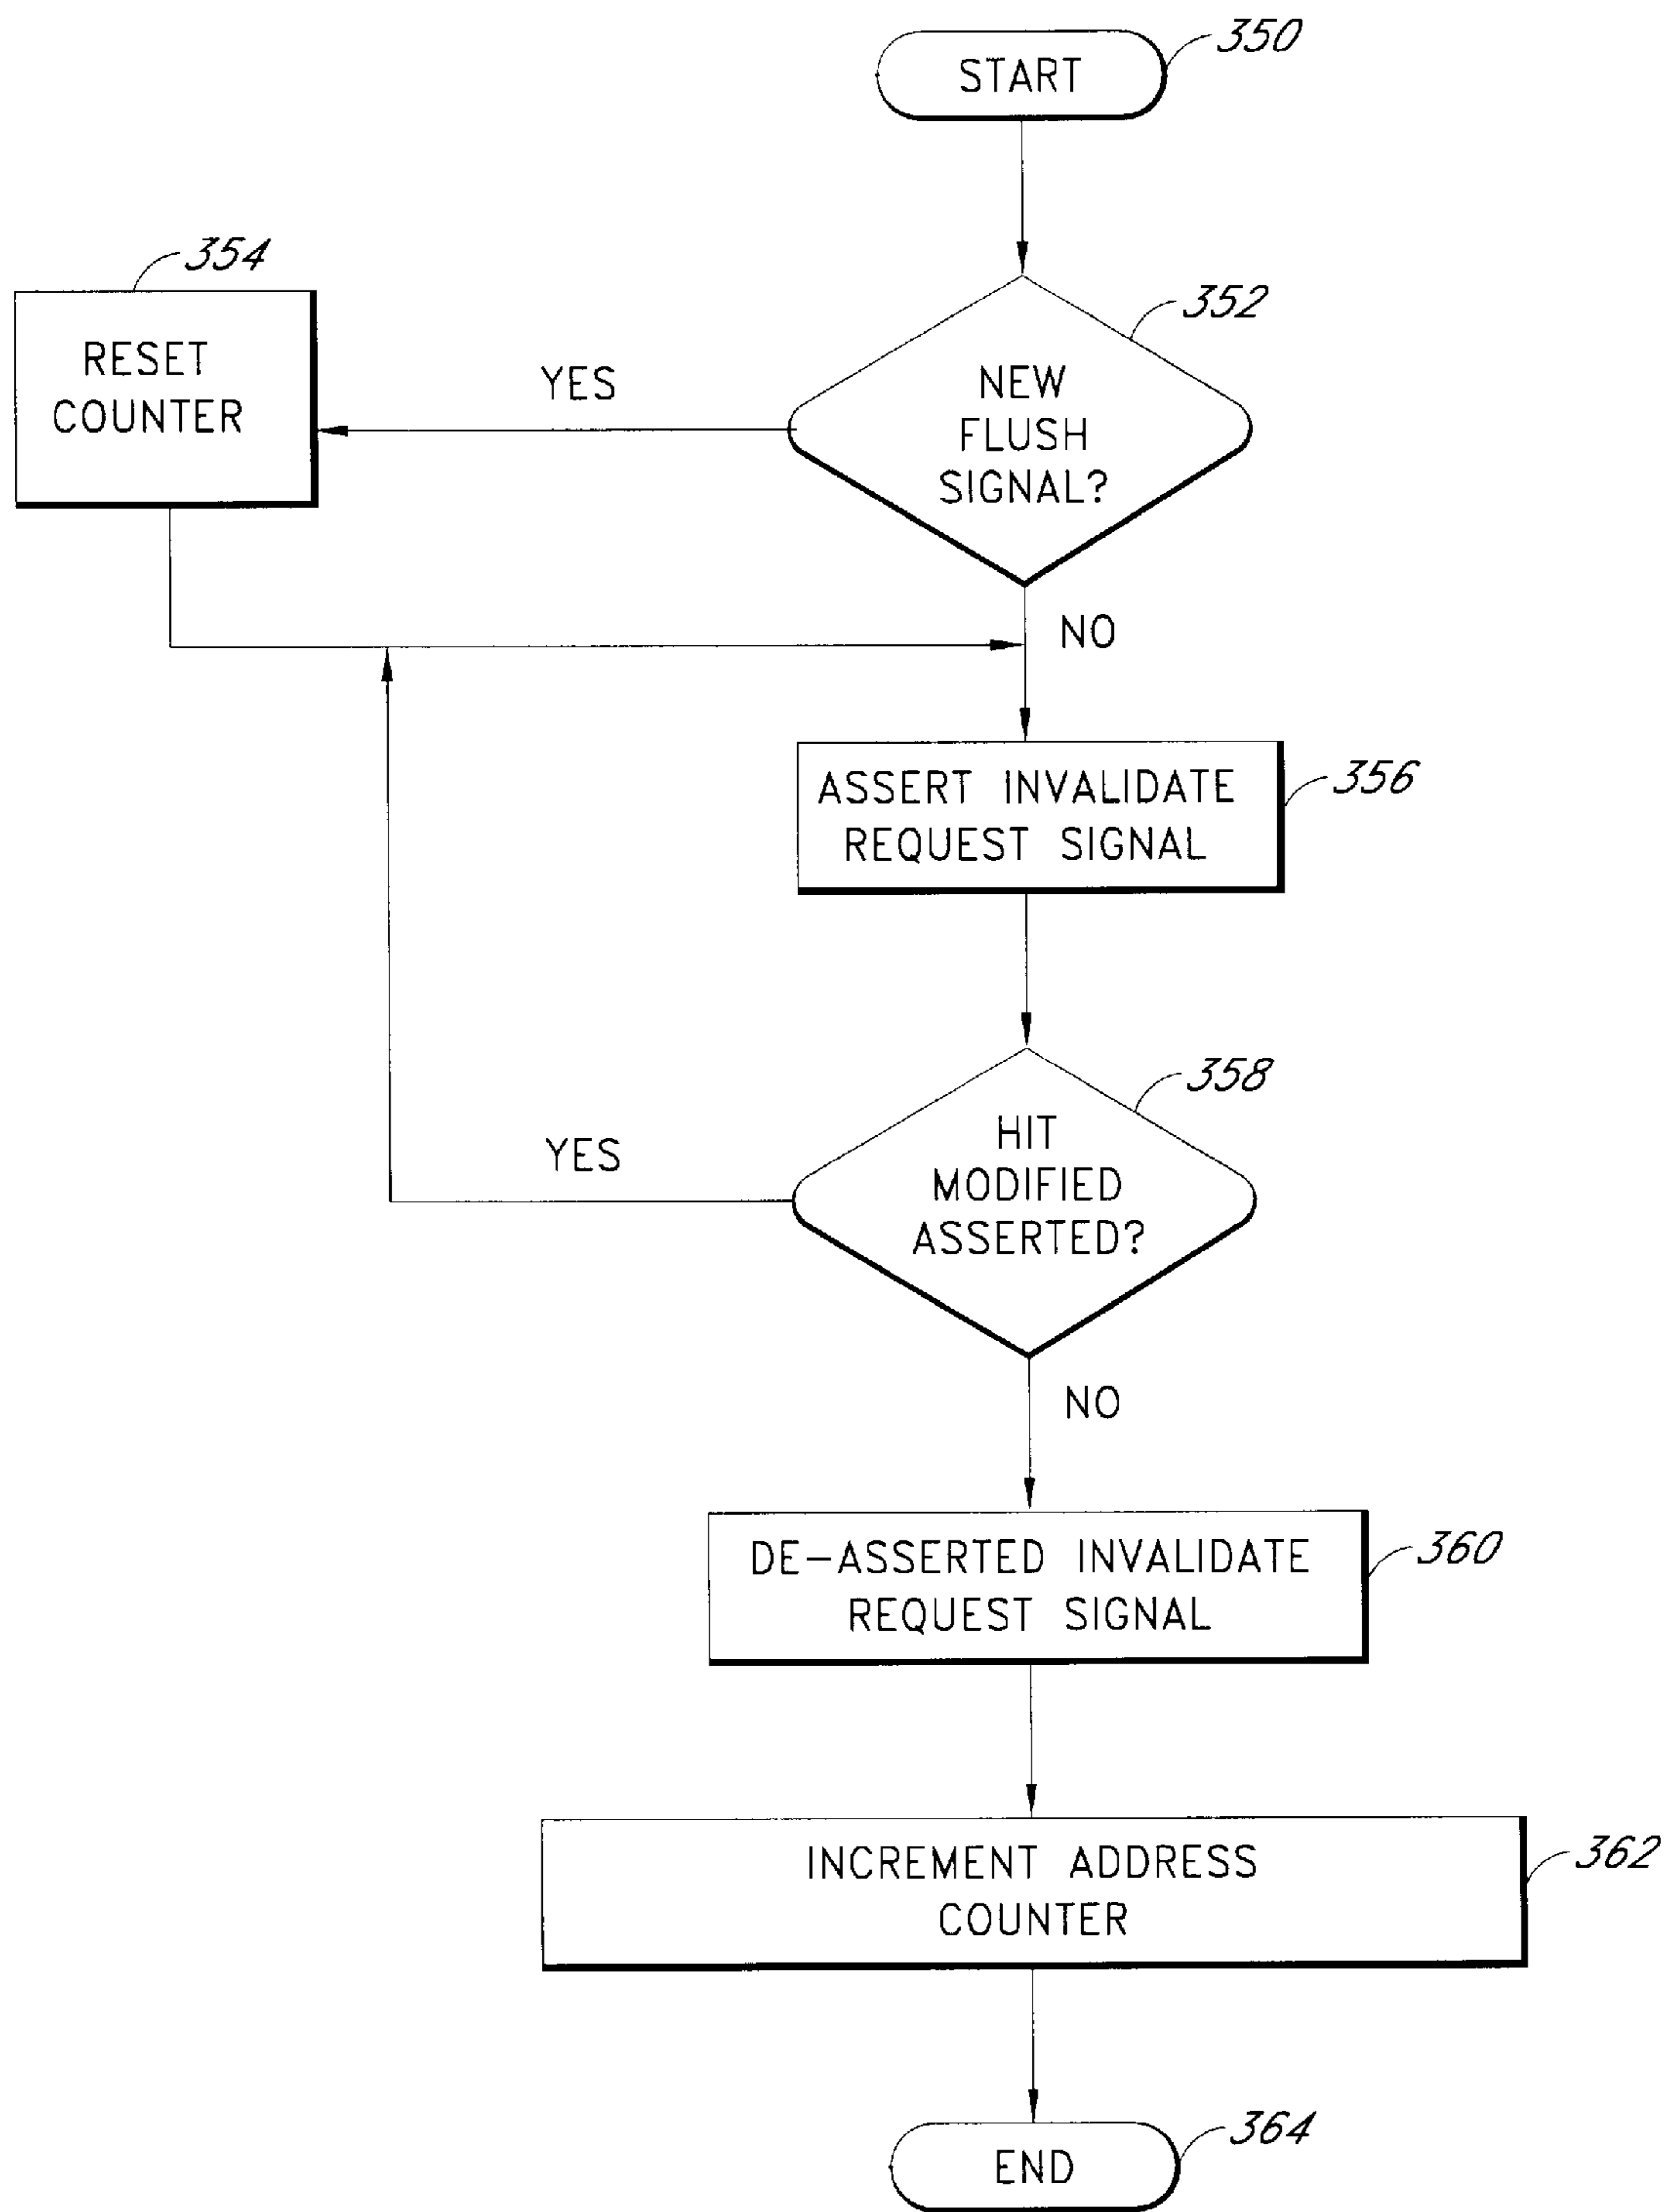 350
START
354
352
RESET
COUNTER
YES
NEW
FLUSH
SIGNAL?
NO
ASSERT INVALIDATE
REQUEST SIGNAL
356
358
YES
HIT
MODIFIED
ASSERTED?
NO
DE-ASSERTED INVALIDATE
REQUEST SIGNAL
360
INCREMENT ADDRESS
COUNTER
362
364
END